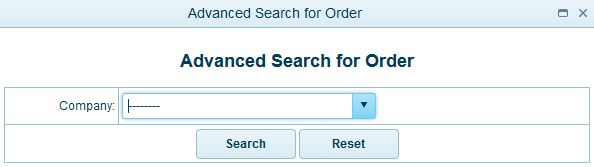 Advanced Search for Order
Advanced Search for Order
Company: --------
Search Reset